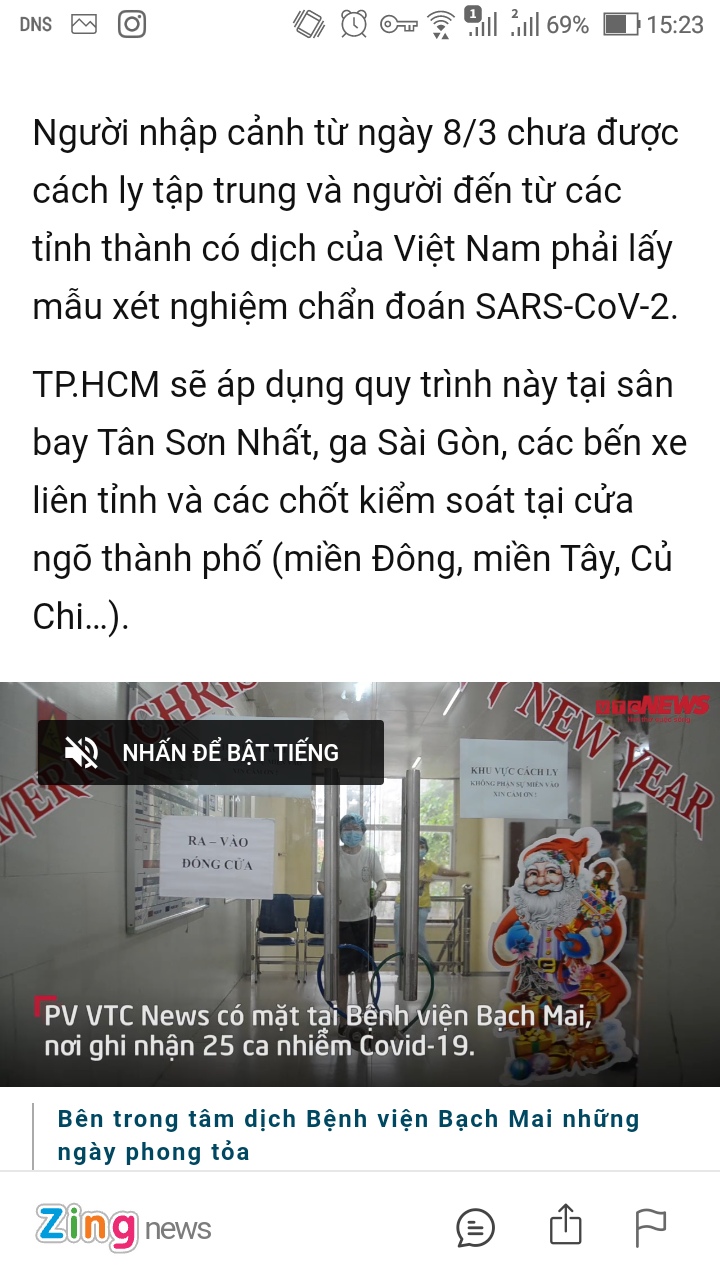 DNS
1
2
69%
15:23
Người nhập cảnh từ ngày 8/3 chưa được
cách ly tập trung và người đến từ các
tỉnh thành có dịch của Việt Nam phải lấy
mẫu xét nghiệm chẩn đoán SARS-CoV-2.
TP.HCM sẽ áp dụng quy trình này tại sân
bay Tân Sơn Nhất, ga Sài Gòn, các bến xe
liên tỉnh và các chốt kiểm soát tại cửa
ngõ thành phố (miền Đông, miền Tây, Củ
Chi...).
MERRY CHRIS
Y NEW YEAR
VTC NEWS
NHẤN ĐỂ BẬT TIẾNG
KHU VỰC CÁCH LY
KHÔNG PHẬN SỰ MIỄN VÀO
XIN CẢM ƠN !
RA – VÀO
ĐÓNG CỬA
PV VTC News có mặt tại Bệnh viện Bạch Mai,
nơi ghi nhận 25 ca nhiễm Covid-19.
Bên trong tâm dịch Bệnh viện Bạch Mai những
ngày phong tỏa
Zing news